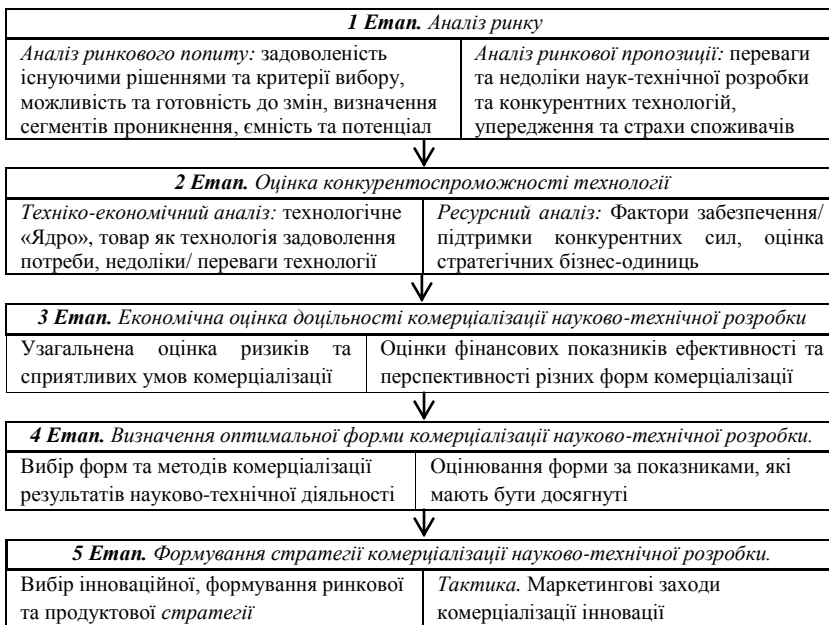 1 Етап. Аналіз ринку
Аналіз ринкового попиту: задоволеність
існуючими рішеннями та критерії вибору,
можливість та готовність до змін, визначення
сегментів проникнення, ємність та потенціал
Аналіз ринкової пропозиції: переваги
та недоліки наук-технічної розробки
та конкурентних технологій,
упередження та страхи споживачів
2 Етап. Оцінка конкурентоспроможності технології
Техніко-економічний аналіз: технологічне
«Ядро», товар як технологія задоволення
потреби, недоліки/ переваги технології
Ресурсний аналіз: Фактори забезпечення/
підтримки конкурентних сил, оцінка
стратегічних бізнес-одиниць
3 Етап. Економічна оцінка доцільності комерціалізації науково-технічної розробки
Узагальнена оцінка ризиків та
сприятливих умов комерціалізації
Оцінки фінансових показників ефективності та
перспективності різних форм комерціалізації
4 Етап. Визначення оптимальної форми комерціалізації науково-технічної розробки.
Вибір форм та методів комерціалізації
результатів науково-технічної діяльності
Оцінювання форми за показниками, які
мають бути досягнуті
5 Етап. Формування стратегії комерціалізації науково-технічної розробки.
Вибір інноваційної, формування ринкової
та продуктової стратегії
Тактика. Маркетингові заходи
комерціалізації інновації